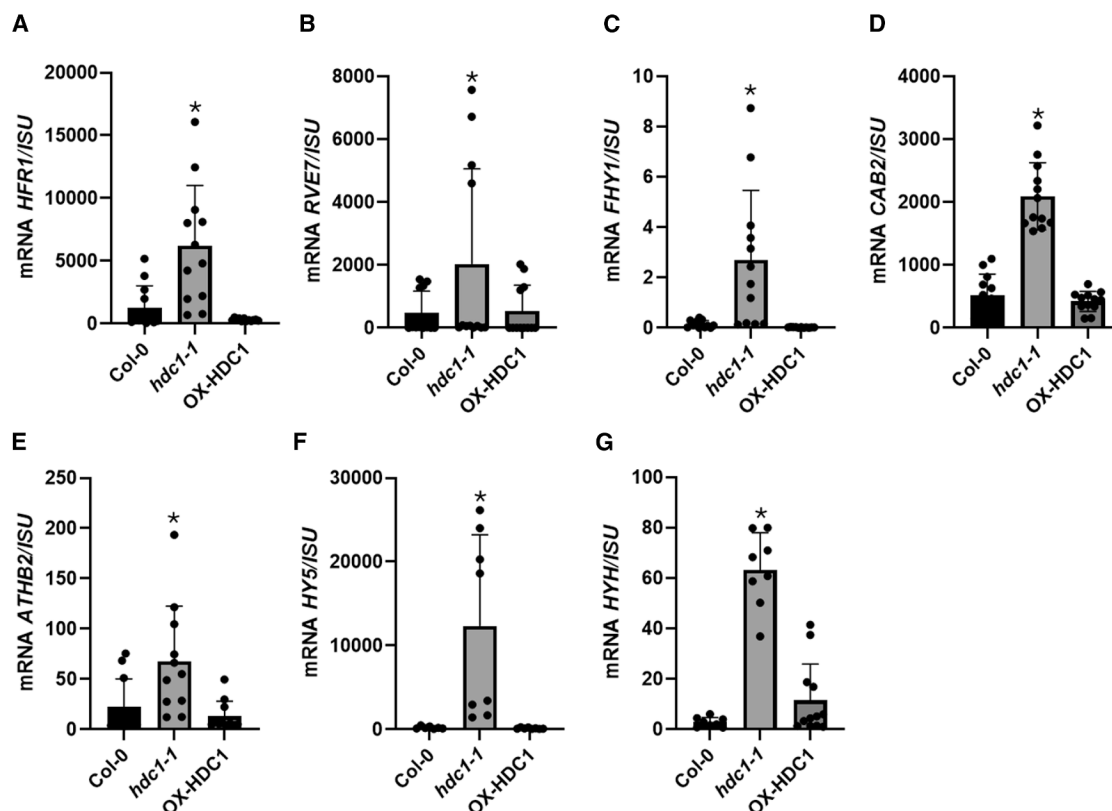 A
mRNA HFR1/ISU
20000
15000
10000
5000
0
*
Col-0
hdc1-1
OX-HDC1
B
mRNA RVE7/ISU
8000
6000
4000
2000
0
*
Col-0
hdc1-1
OX-HDC1
C
mRNA FHY1/ISU
10
8
6
4
2
0
*
Col-0
hdc1-1
OX-HDC1
D
mRNA CAB2/ISU
4000
3000
2000
1000
0
*
Col-0
hdc1-1
OX-HDC1
E
mRNA ATHB2/ISU
250
200
150
100
50
0
*
Col-0
hdc1-1
OX-HDC1
F
mRNA HY5/ISU
30000
20000
10000
0
*
Col-0
hdc1-1
OX-HDC1
G
mRNA HYH/ISU
100
80
60
40
20
0
*
Col-0
hdc1-1
OX-HDC1